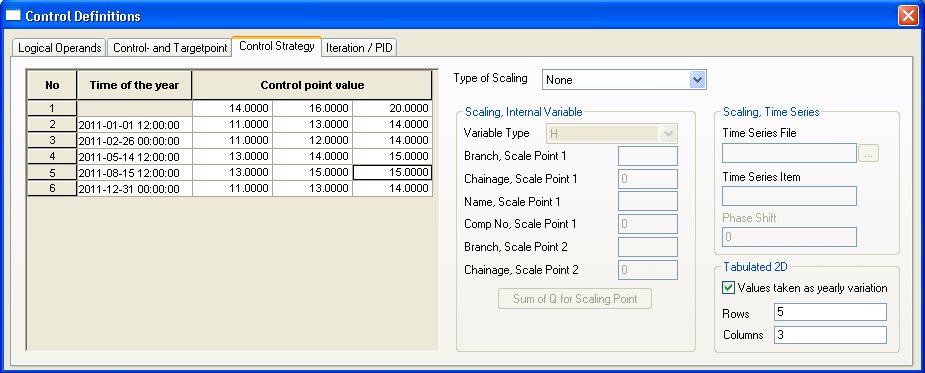 Control Definitions
Logical Operands Control- and Targetpoint Control Strategy Iteration / PID
No Time of the year Control point value
1 14.0000 16.0000 20.0000
2 2011-01-01 12:00:00 11.0000 13.0000 14.0000
3 2011-02-26 00:00:00 11.0000 12.0000 14.0000
4 2011-05-14 12:00:00 13.0000 14.0000 15.0000
5 2011-08-15 12:00:00 13.0000 15.0000 15.0000
6 2011-12-31 00:00:00 11.0000 13.0000 14.0000
Type of Scaling None
Scaling, Internal Variable
Variable Type H
Branch, Scale Point 1
Chainage, Scale Point 1 0
Name, Scale Point 1
Comp No, Scale Point 1 0
Branch, Scale Point 2
Chainage, Scale Point 2 0
Sum of Q for Scaling Point
Scaling, Time Series
Time Series File
...
Time Series Item
Phase Shift
0
Tabulated 2D
Values taken as yearly variation
Rows 5
Columns 3